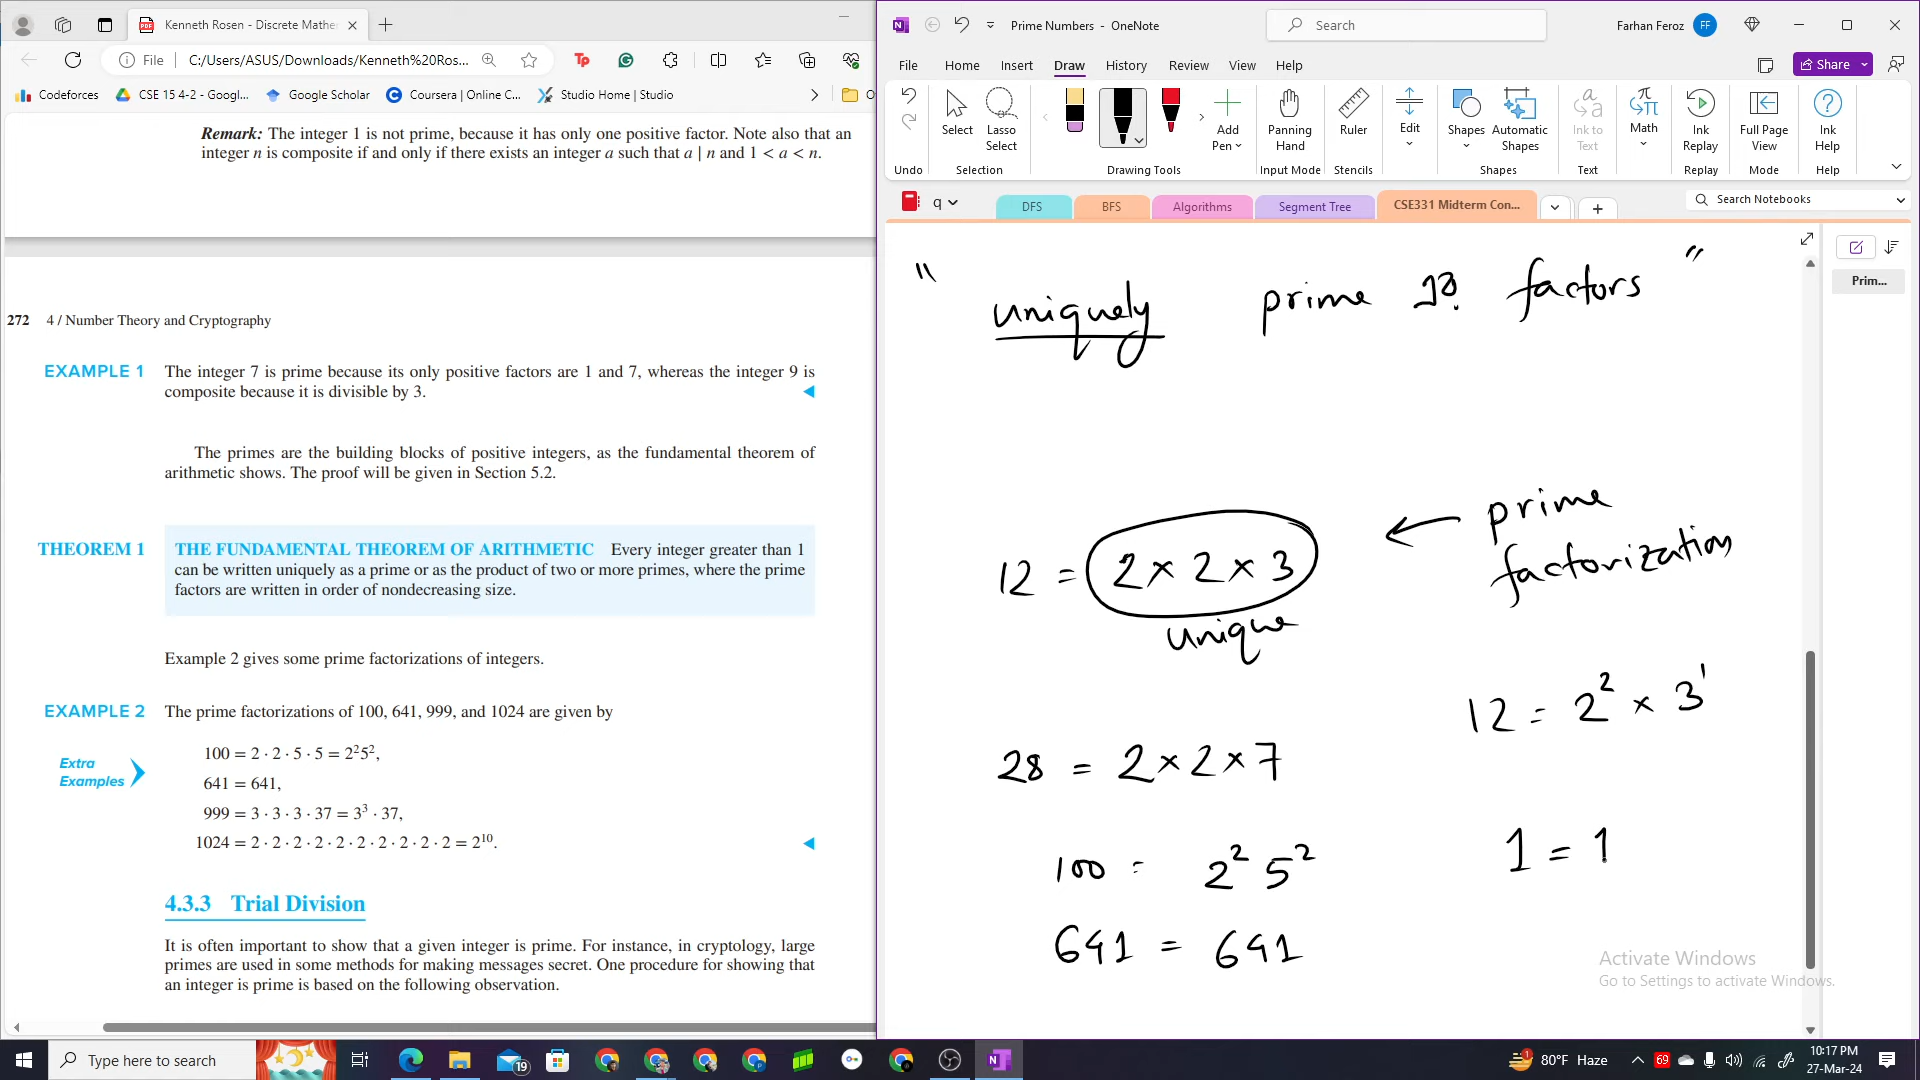 Kenneth Rosen - Discrete Mathe
File C:/Users/ASUS/Downloads/Kenneth%20Ros...
Codeforces CSE 15 4-2 - Googl... Google Scholar Coursera | Online C... Studio Home | Studio
Remark: The integer 1 is not prime, because it has only one positive factor. Note also that an
integer n is composite if and only if there exists an integer a such that a | n and 1 < a < n.
272 4 / Number Theory and Cryptography
EXAMPLE 1 The integer 7 is prime because its only positive factors are 1 and 7, whereas the integer 9 is
composite because it is divisible by 3.
The primes are the building blocks of positive integers, as the fundamental theorem of
arithmetic shows. The proof will be given in Section 5.2.
THEOREM 1 THE FUNDAMENTAL THEOREM OF ARITHMETIC Every integer greater than 1
can be written uniquely as a prime or as the product of two or more primes, where the prime
factors are written in order of nondecreasing size.
Example 2 gives some prime factorizations of integers.
EXAMPLE 2 The prime factorizations of 100, 641, 999, and 1024 are given by
Extra
Examples
100 = 2 · 2 · 5 · 5 = 2²5²,
641 = 641,
999 = 3 · 3 · 3 · 37 = 3³ · 37,
1024 = 2 · 2 · 2 · 2 · 2 · 2 · 2 · 2 · 2 · 2 = 2¹⁰.
4.3.3 Trial Division
It is often important to show that a given integer is prime. For instance, in cryptology, large
primes are used in some methods for making messages secret. One procedure for showing that
an integer is prime is based on the following observation.
Prime Numbers - OneNote
Search
Farhan Feroz FF
File Home Insert Draw History Review View Help
Share
Select Lasso Select
Add Pen
Panning Hand
Ruler
Edit
Shapes Automatic Shapes
Ink to Text
Math
Ink Replay
Full Page View
Ink Help
Undo Selection Drawing Tools Input Mode Stencils Shapes Text Replay Mode Help
q DFS BFS Algorithms Segment Tree CSE331 Midterm Con... +
Search Notebooks
Prim...
" uniquely prime factors "
12 = 2 × 2 × 3
unique
← prime
factorization
12 = 2² × 3¹
28 = 2 × 2 × 7
1 = 1
100 = 2² 5²
641 = 641
Activate Windows
Go to Settings to activate Windows.
Type here to search
19
80°F Haze
69
10:17 PM
27-Mar-24